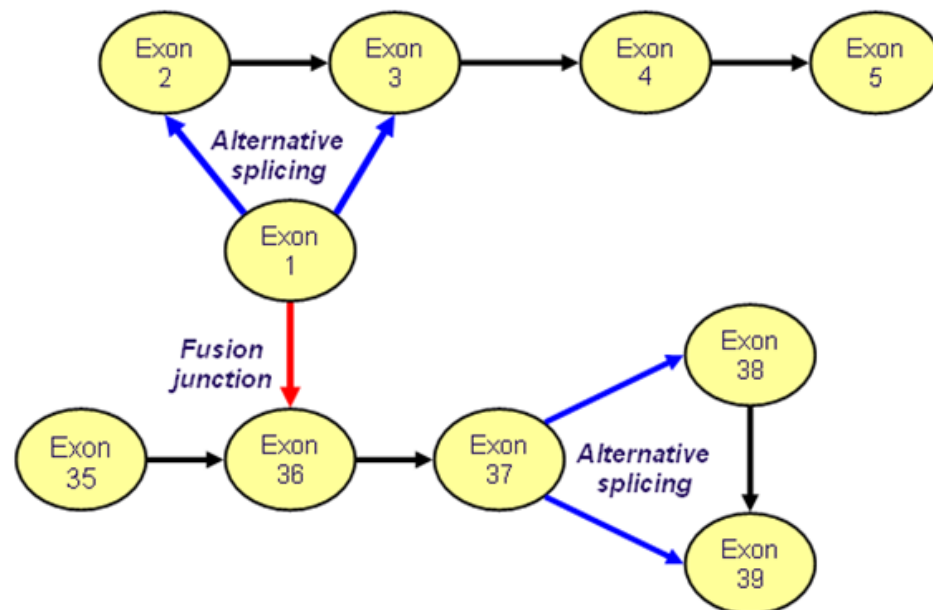 Exon
2
Exon
3
Exon
4
Exon
5
Alternative
splicing
Exon
1
Fusion
junction
Exon
38
Exon
35
Exon
36
Exon
37
Alternative
splicing
Exon
39